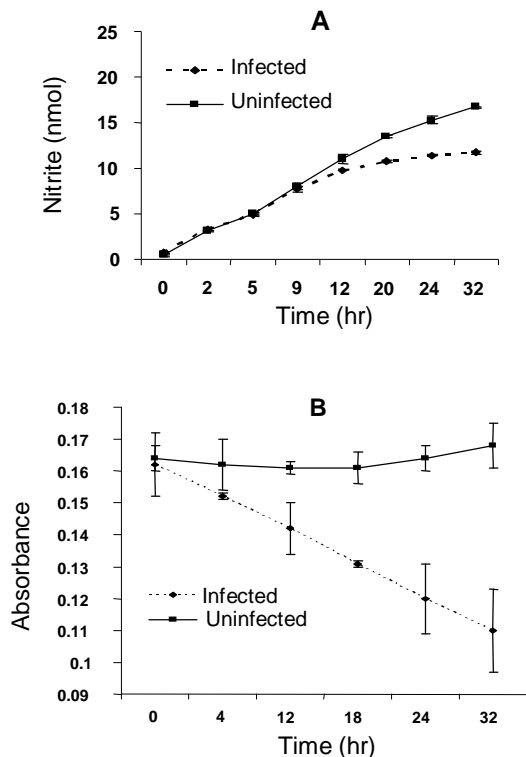 A
Nitrite (nmol)
25
20
15
10
5
0
Infected
Uninfected
0 2 5 9 12 20 24 32
Time (hr)
B
Absorbance
0.18
0.17
0.16
0.15
0.14
0.13
0.12
0.11
0.1
0.09
Infected
Uninfected
0 4 12 18 24 32
Time (hr)